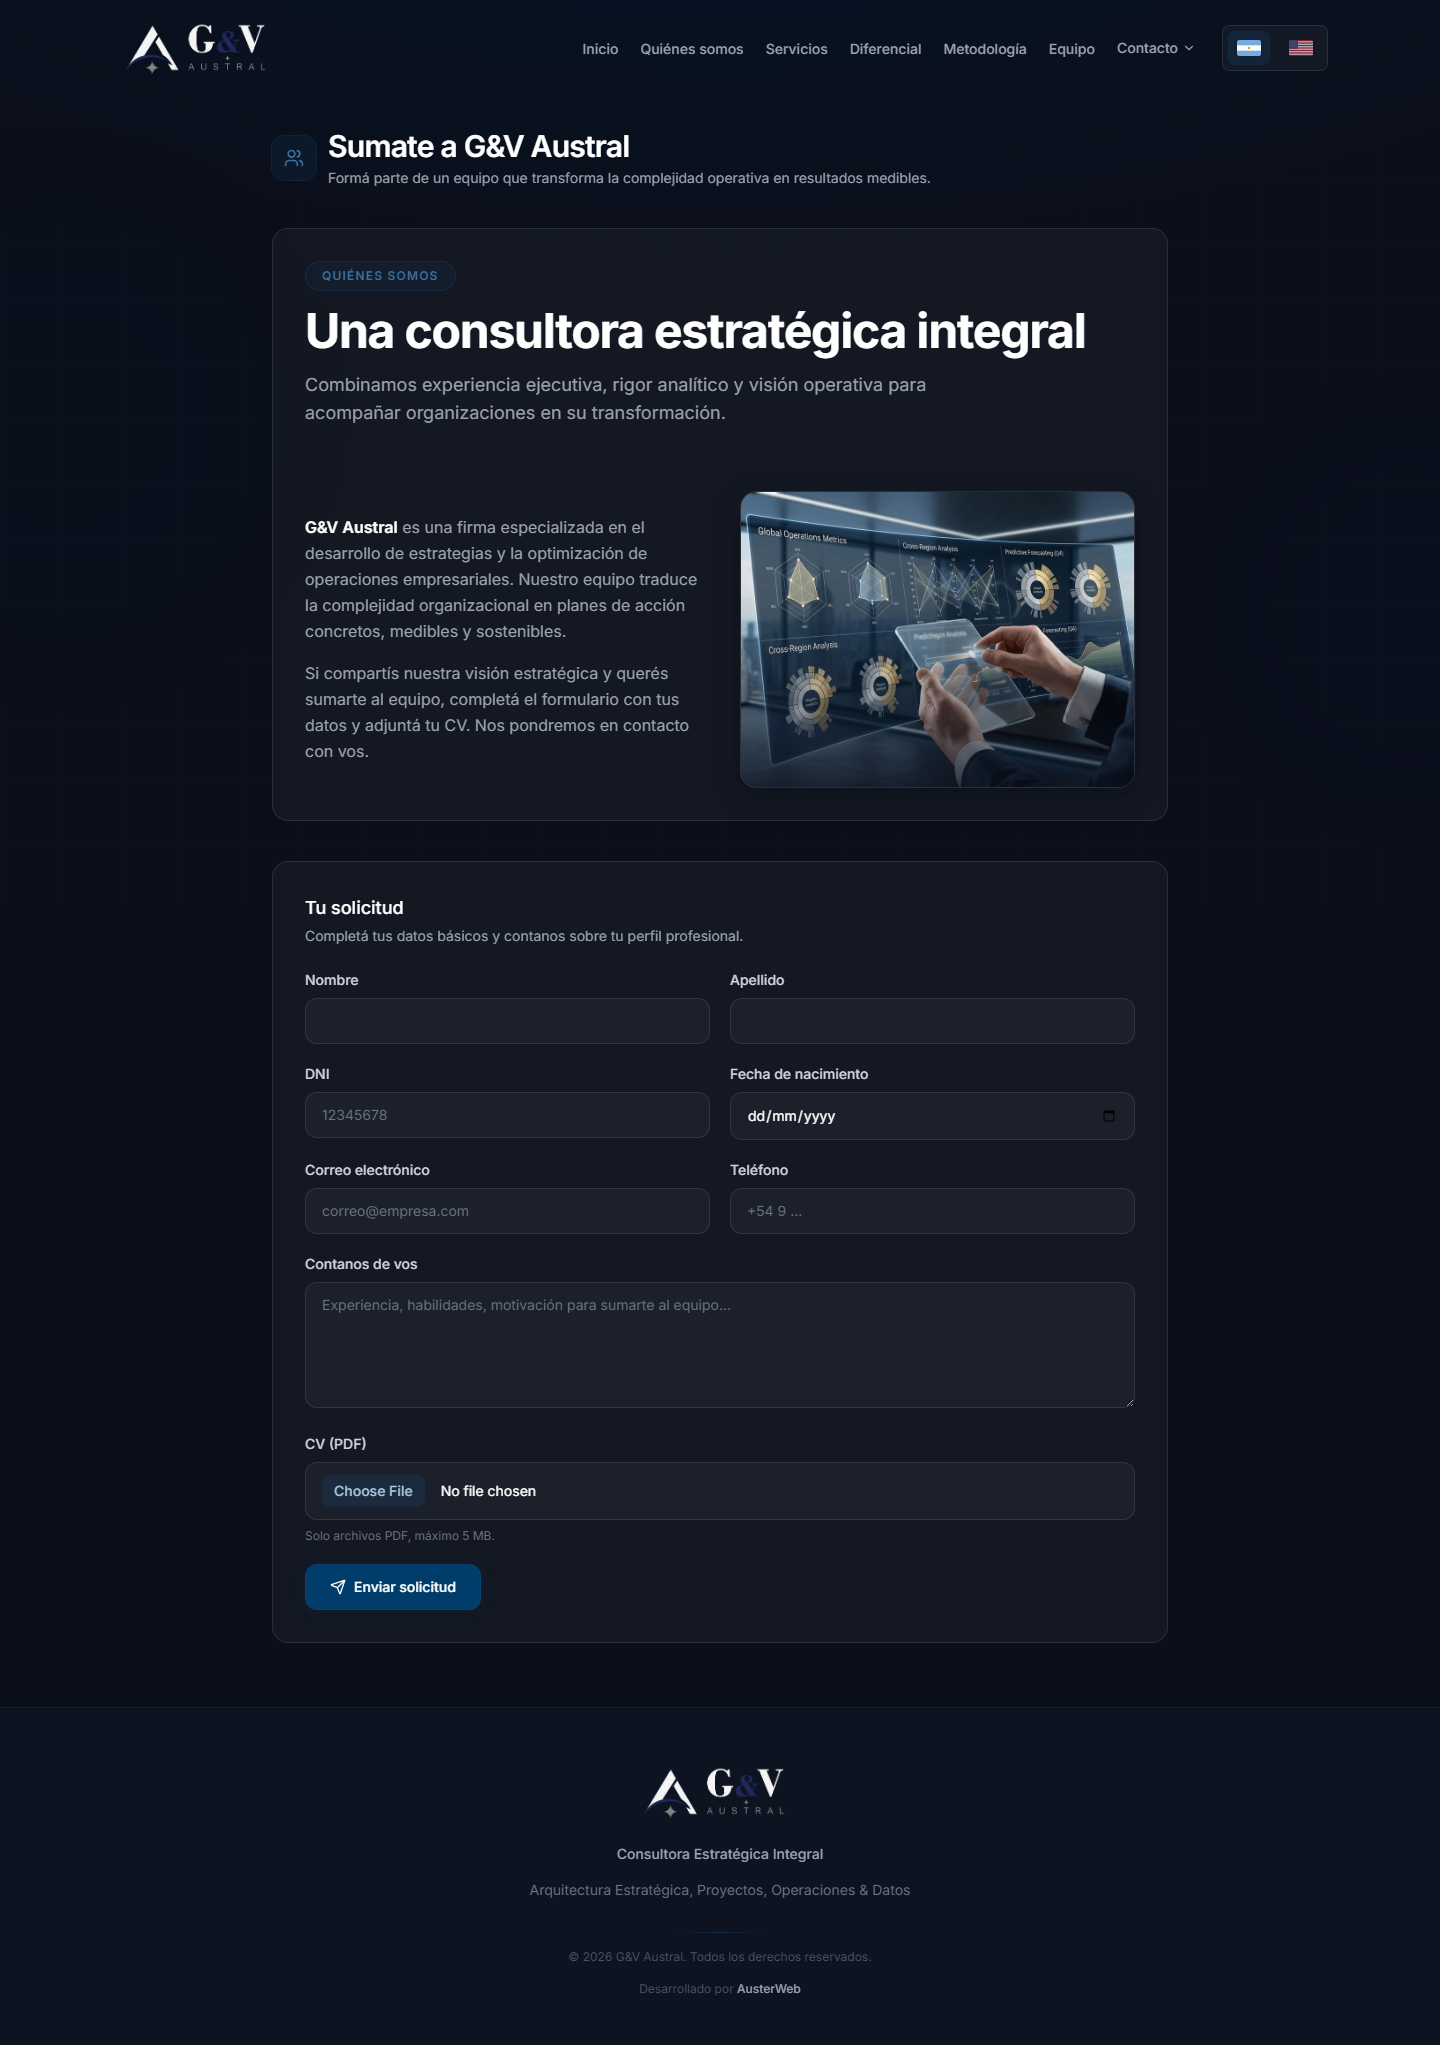 G&V
AUSTRAL
Inicio
Quiénes somos
Servicios
Diferencial
Metodología
Equipo
Contacto
Sumate a G&V Austral
Formá parte de un equipo que transforma la complejidad operativa en resultados medibles.
QUIÉNES SOMOS
Una consultora estratégica integral
Combinamos experiencia ejecutiva, rigor analítico y visión operativa para
acompañar organizaciones en su transformación.
G&V Austral es una firma especializada en el
desarrollo de estrategias y la optimización de
operaciones empresariales. Nuestro equipo traduce
la complejidad organizacional en planes de acción
concretos, medibles y sostenibles.
Si compartís nuestra visión estratégica y querés
sumarte al equipo, completá el formulario con tus
datos y adjuntá tu CV. Nos pondremos en contacto
con vos.
Global Operations Metrics
Cross-Region Analysis
Predictive Forecasting (Q4)
Cross-Region Analysis
Forecasting (Q4)
Tu solicitud
Completá tus datos básicos y contanos sobre tu perfil profesional.
Nombre
Apellido
DNI
12345678
Fecha de nacimiento
dd/mm/yyyy
Correo electrónico
correo@empresa.com
Teléfono
+54 9 ...
Contanos de vos
Experiencia, habilidades, motivación para sumarte al equipo...
CV (PDF)
Choose File
No file chosen
Solo archivos PDF, máximo 5 MB.
Enviar solicitud
G&V
AUSTRAL
Consultora Estratégica Integral
Arquitectura Estratégica, Proyectos, Operaciones & Datos
© 2026 G&V Austral. Todos los derechos reservados.
Desarrollado por AusterWeb